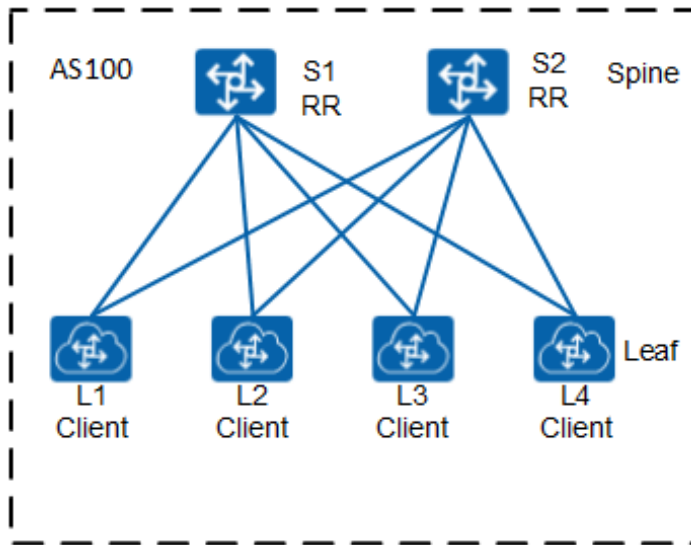 AS100
S1
RR
S2
RR
Spine
L1
Client
L2
Client
L3
Client
L4
Client
Leaf